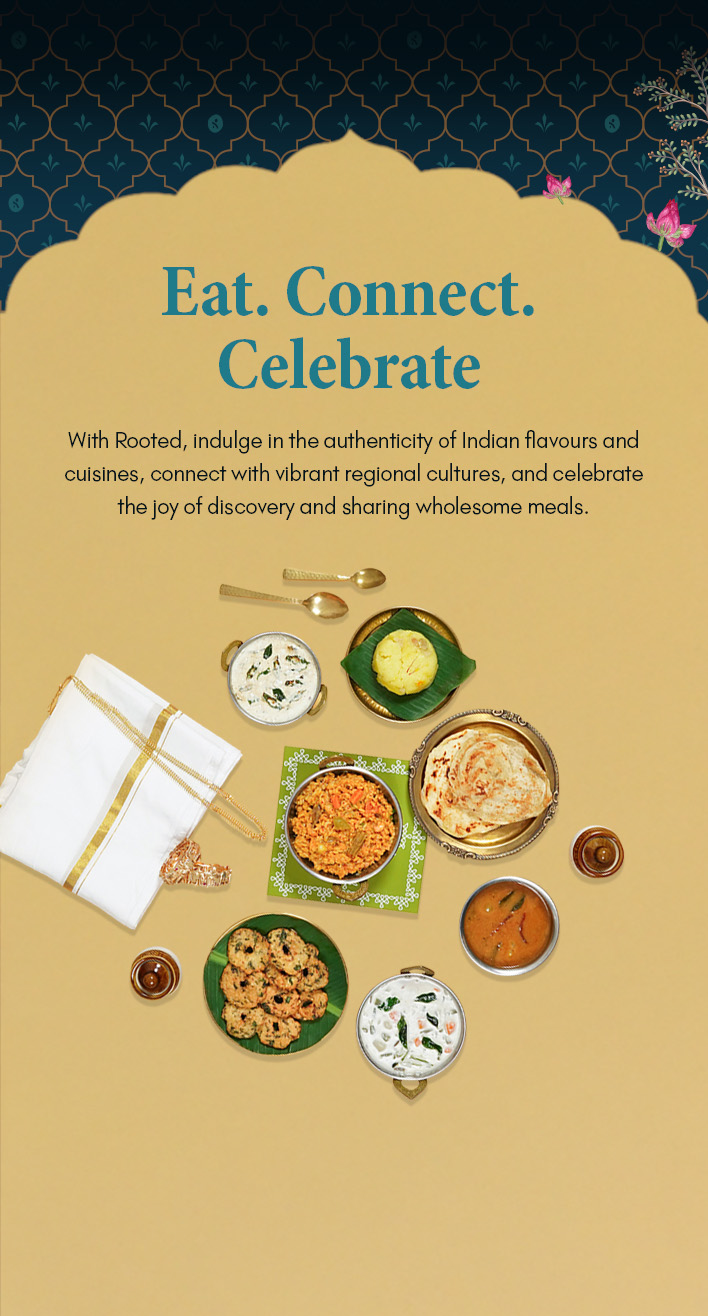 Eat. Connect.
Celebrate
With Rooted, indulge in the authenticity of Indian flavours and
cuisines, connect with vibrant regional cultures, and celebrate
the joy of discovery and sharing wholesome meals.